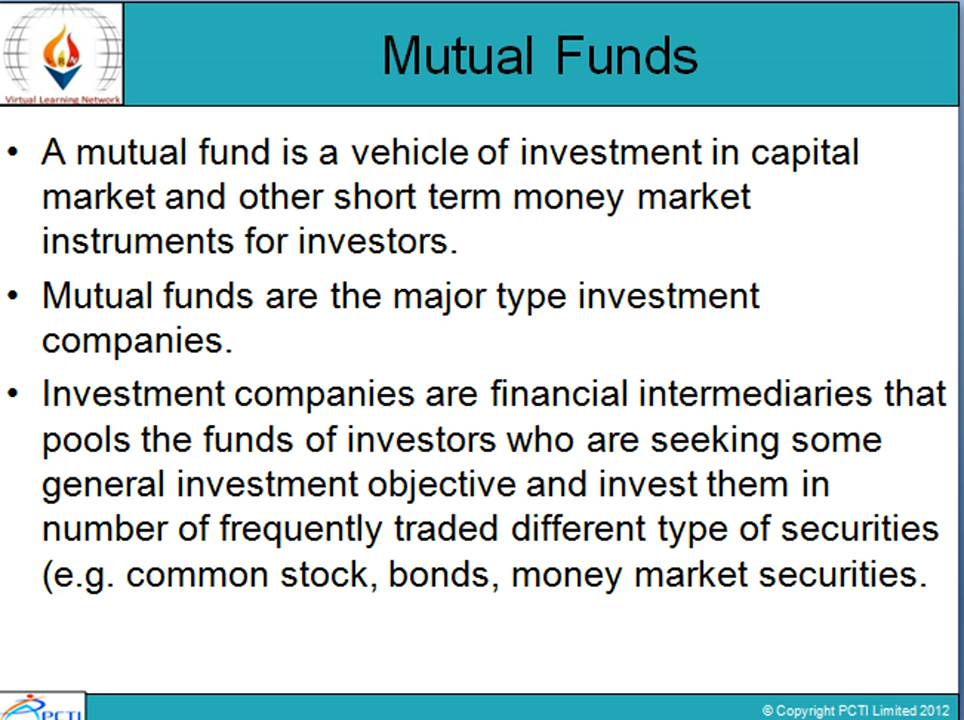 Mutual Funds
Virtual Learning Network
• A mutual fund is a vehicle of investment in capital
market and other short term money market
instruments for investors.
• Mutual funds are the major type investment
companies.
• Investment companies are financial intermediaries that
pools the funds of investors who are seeking some
general investment objective and invest them in
number of frequently traded different type of securities
(e.g. common stock, bonds, money market securities.
PCTI
© Copyright PCTI Limited 2012